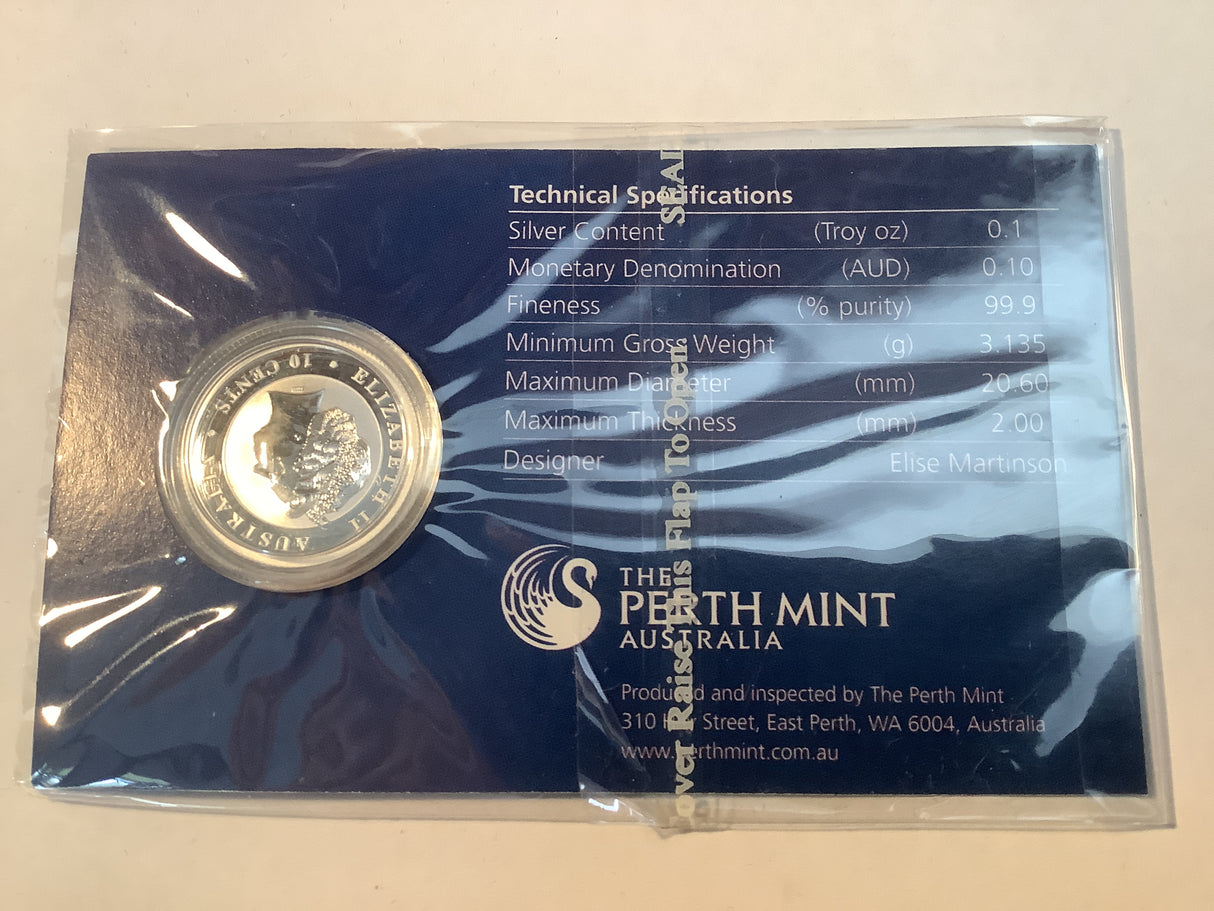 Technical Specifications
Silver Content (Troy oz) 0.1
Monetary Denomination (AUD) 0.10
Fineness (% purity) 99.9
Minimum Gross Weight (g) 3.135
Maximum Diameter (mm) 20.60
Maximum Thickness (mm) 2.00
Designer Elise Martinson
THE
PERTH MINT
AUSTRALIA
Produced and inspected by The Perth Mint
310 Hay Street, East Perth, WA 6004, Australia
www.perthmint.com.au
over Raise This Flap To Open. SEAL
ELIZABETH II • AUSTRALIA • 10 CENTS •